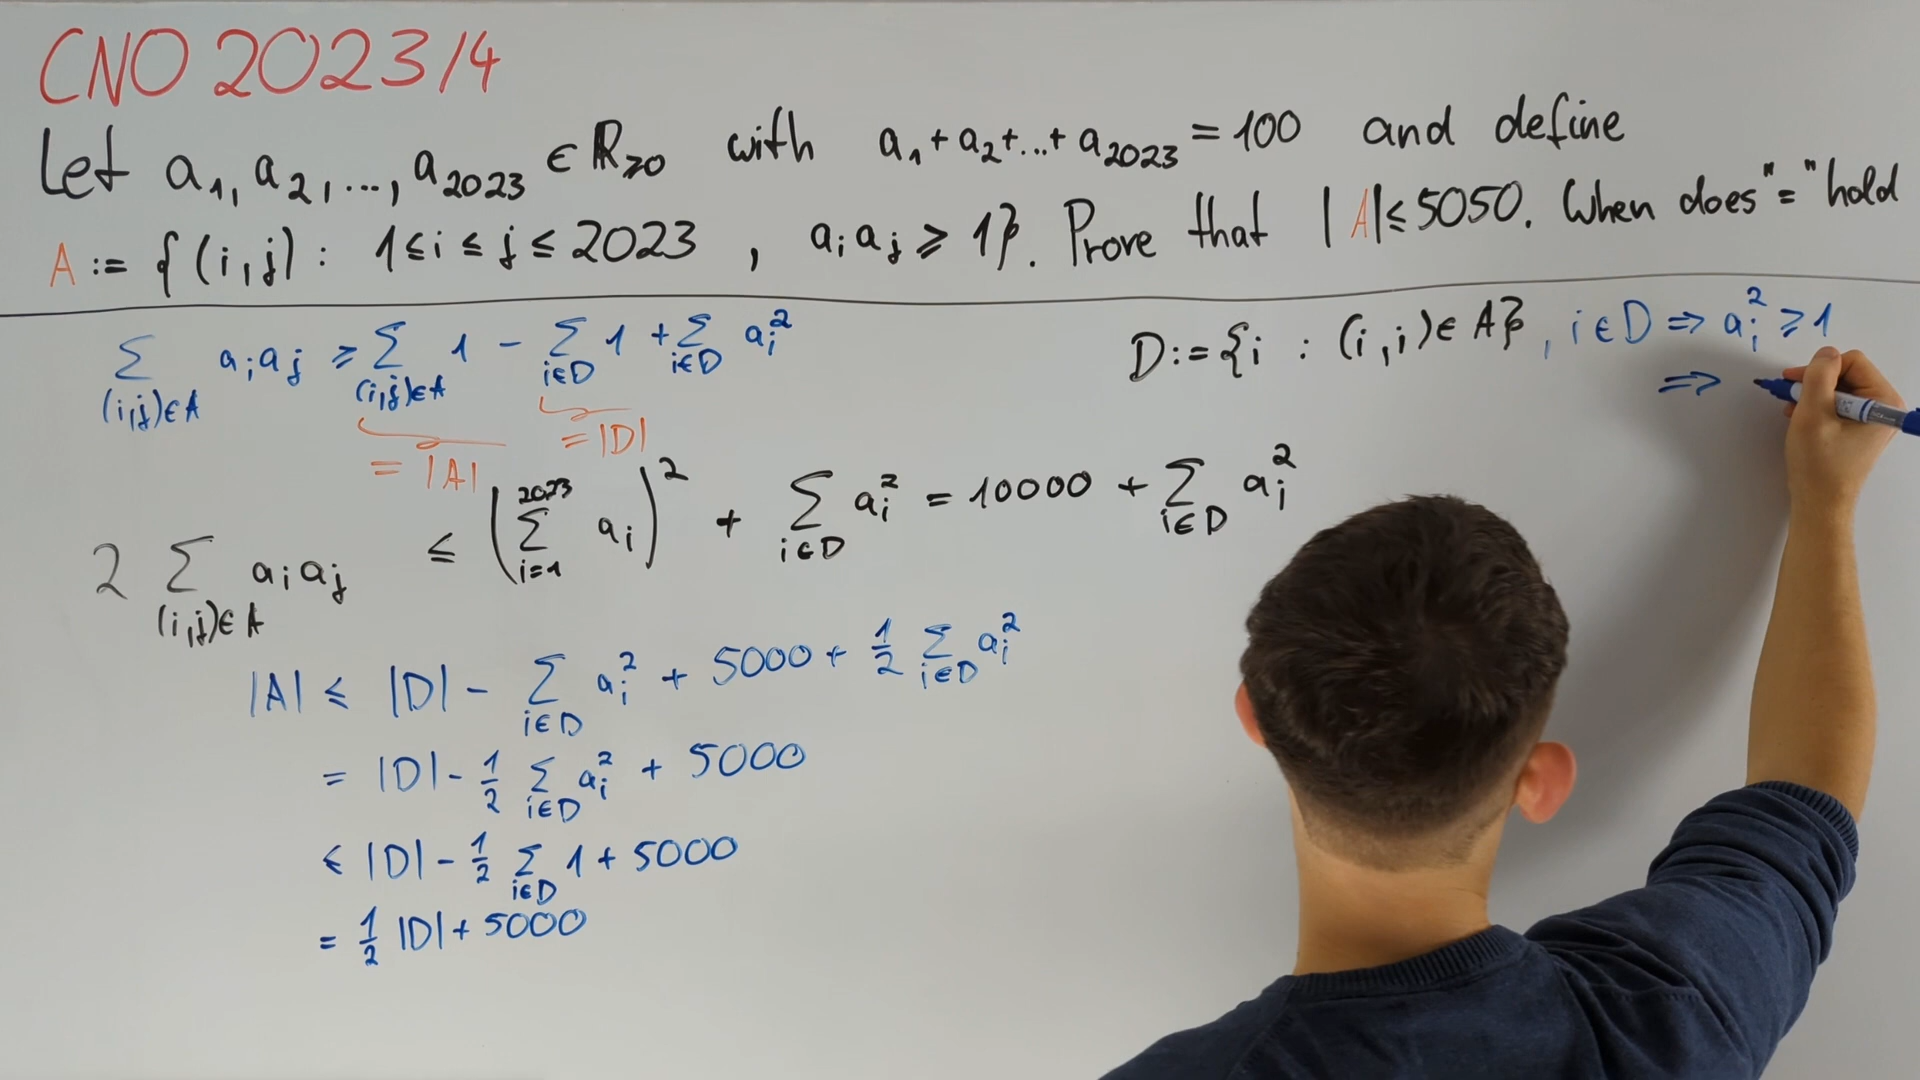 CNO 2023/4
Let a₁, a₂, ..., a₂₀₂₃ ∈ ℝ≥0 with a₁ + a₂ + ... + a₂₀₂₃ = 100 and define
A := {(i,j) : 1 ≤ i ≤ j ≤ 2023 , aᵢaⱼ ≥ 1}. Prove that |A| ≤ 5050. When does "=" hold
∑_{(i,j)∈A} aᵢaⱼ ≥ ∑_{(i,j)∈A} 1 - ∑_{i∈D} 1 + ∑_{i∈D} aᵢ²
= |A|
= |D|
D := {i : (i,i) ∈ A}, i ∈ D ⇒ aᵢ² ≥ 1
⇒
2 ∑_{(i,j)∈A} aᵢaⱼ ≤ (∑_{i=1}^{2023} aᵢ)² + ∑_{i∈D} aᵢ² = 10000 + ∑_{i∈D} aᵢ²
|A| ≤ |D| - ∑_{i∈D} aᵢ² + 5000 + 1/2 ∑_{i∈D} aᵢ²
= |D| - 1/2 ∑_{i∈D} aᵢ² + 5000
≤ |D| - 1/2 ∑_{i∈D} 1 + 5000
= 1/2 |D| + 5000